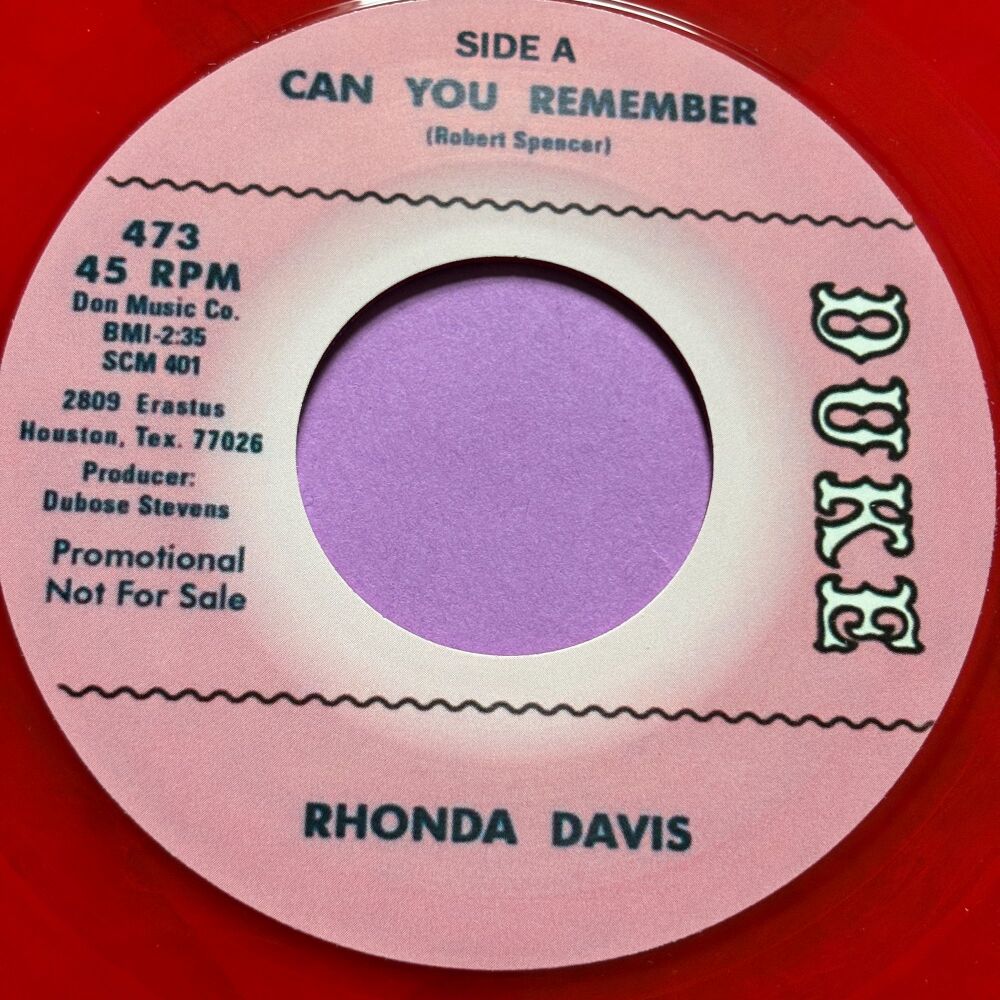 SIDE A
CAN YOU REMEMBER
(Robert Spencer)
473
45 RPM
Don Music Co.
BMI-2:35
SCM 401
2809 Erastus
Houston, Tex. 77026
Producer:
Dubose Stevens
Promotional
Not For Sale
DUKE
RHONDA DAVIS